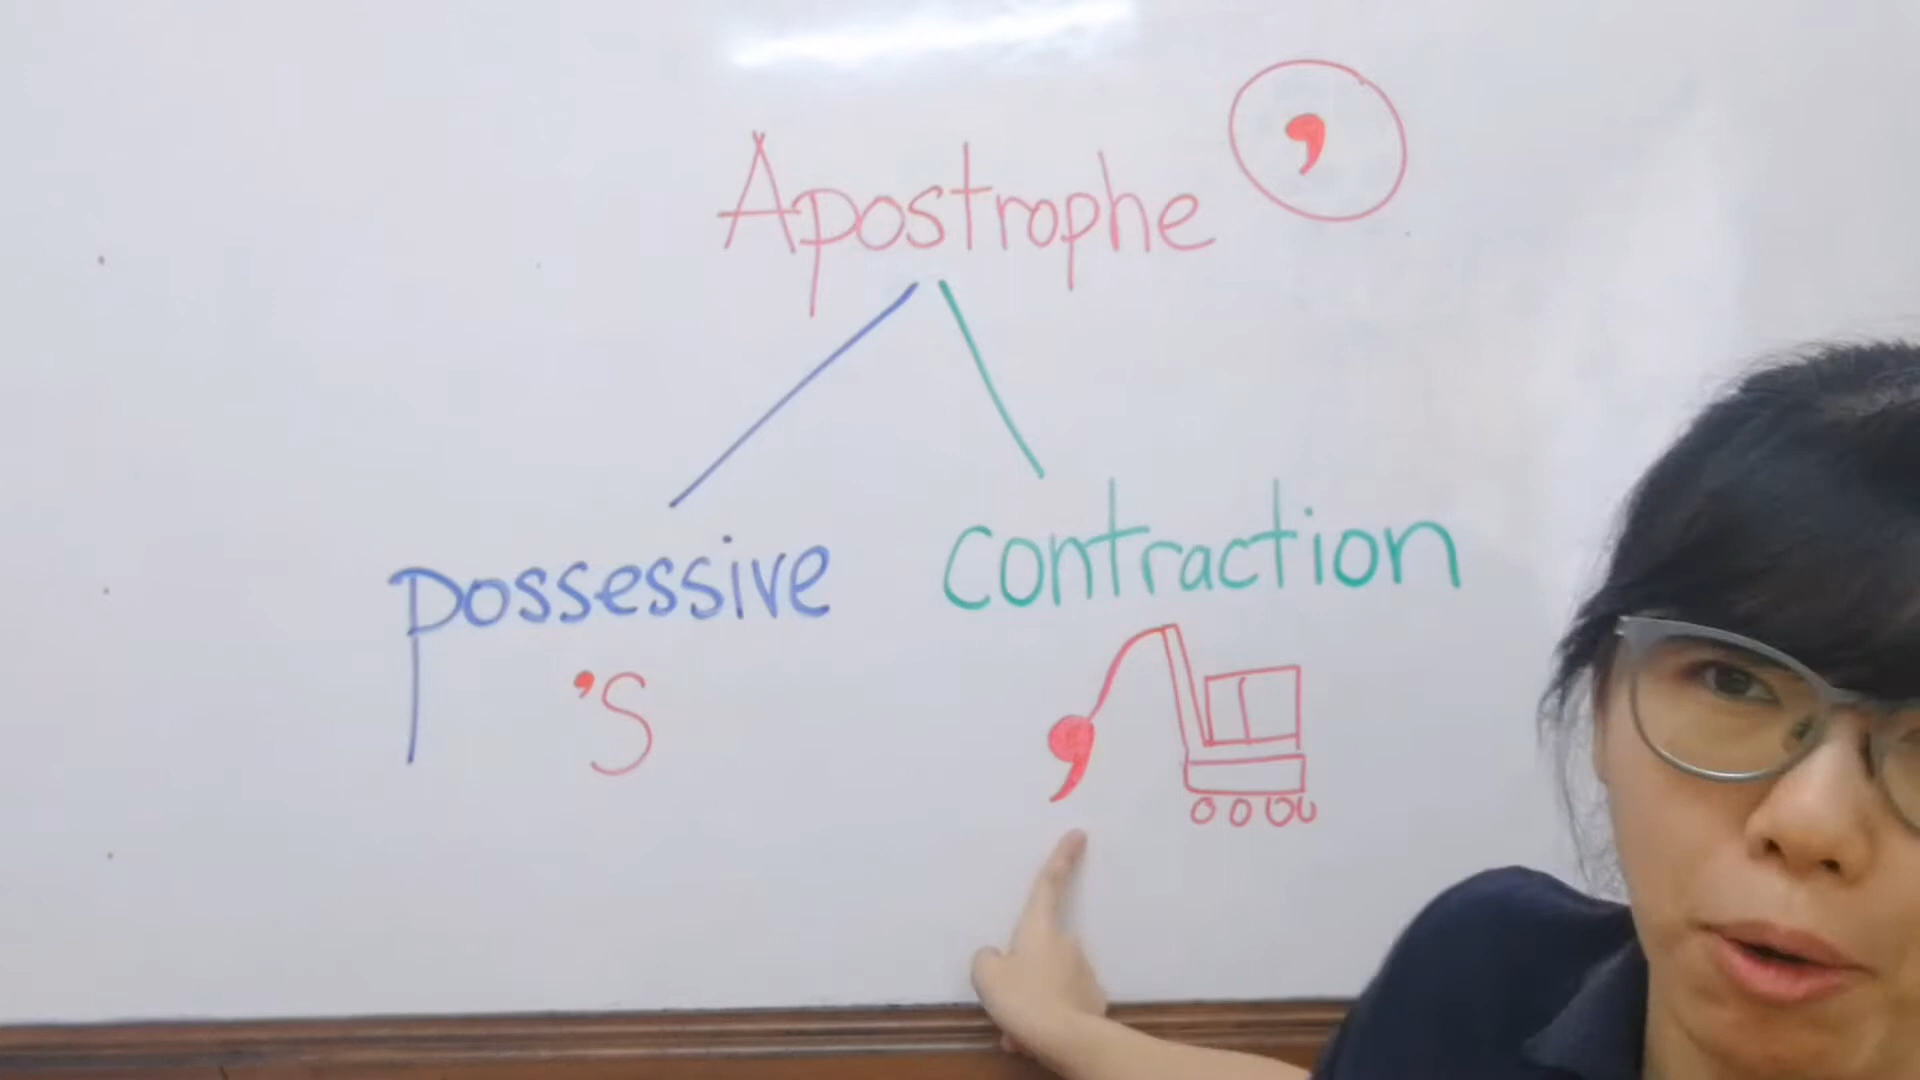 Apostrophe ’
possessive contraction
’s
’